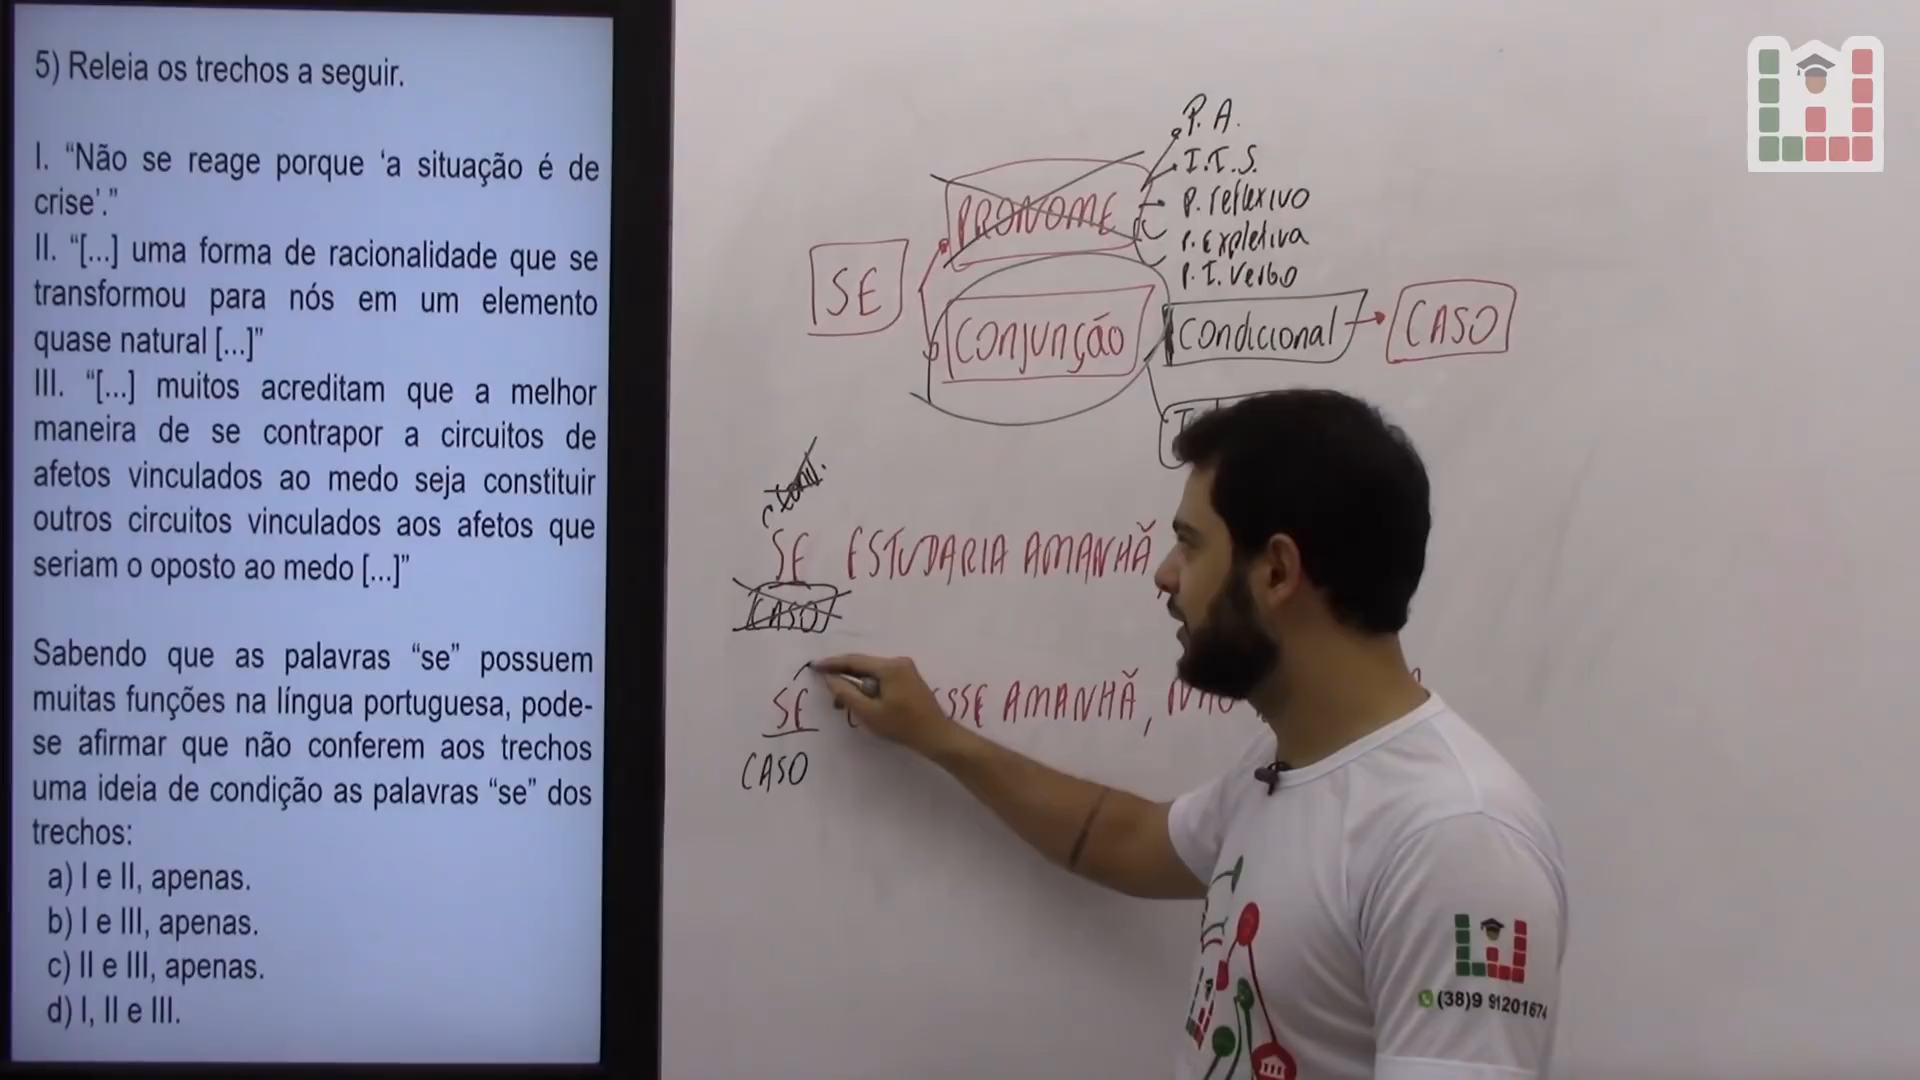 5) Releia os trechos a seguir.
I. “Não se reage porque ‘a situação é de
crise’.”
II. “[...] uma forma de racionalidade que se
transformou para nós em um elemento
quase natural [...]”
III. “[...] muitos acreditam que a melhor
maneira de se contrapor a circuitos de
afetos vinculados ao medo seja constituir
outros circuitos vinculados aos afetos que
seriam o oposto ao medo [...]”
Sabendo que as palavras “se” possuem
muitas funções na língua portuguesa, pode-
se afirmar que não conferem aos trechos
uma ideia de condição as palavras “se” dos
trechos:
a) I e II, apenas.
b) I e III, apenas.
c) II e III, apenas.
d) I, II e III.
P. A.
I.I.S.
PRONOME
P. reflexivo
P. Expletiva
P. I. Verbo
SE
CONJUNÇÃO
CONDICIONAL
CASO
SE ESTUDARIA AMANHÃ,
CASO
SE AMANHÃ,
CASO
(38)9 91201674